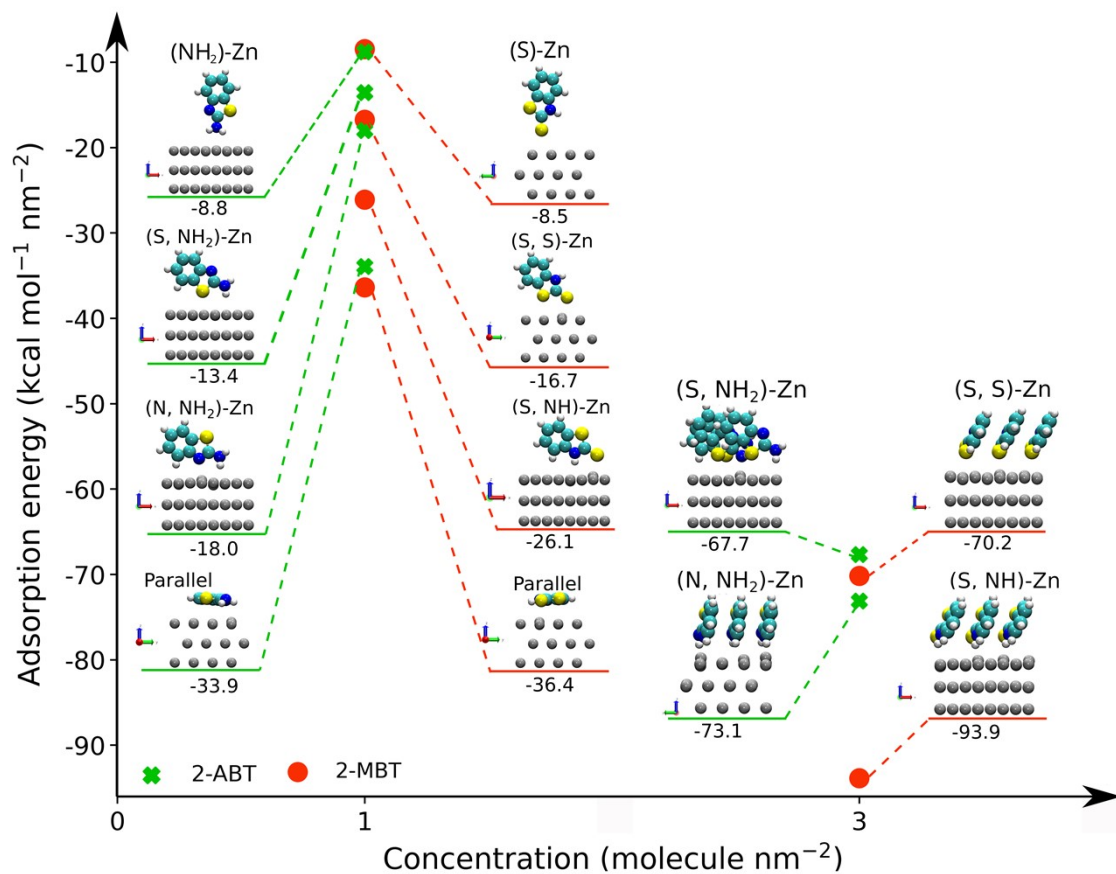 Adsorption energy (kcal mol⁻¹ nm⁻²)
-10
-20
-30
-40
-50
-60
-70
-80
-90
(NH₂)-Zn
-8.8
(S, NH₂)-Zn
-13.4
(N, NH₂)-Zn
-18.0
Parallel
-33.9
(S)-Zn
-8.5
(S, S)-Zn
-16.7
(S, NH)-Zn
-26.1
Parallel
-36.4
(S, NH₂)-Zn
-67.7
(N, NH₂)-Zn
-73.1
(S, S)-Zn
-70.2
(S, NH)-Zn
-93.9
2-ABT 2-MBT
0 1 3
Concentration (molecule nm⁻²)